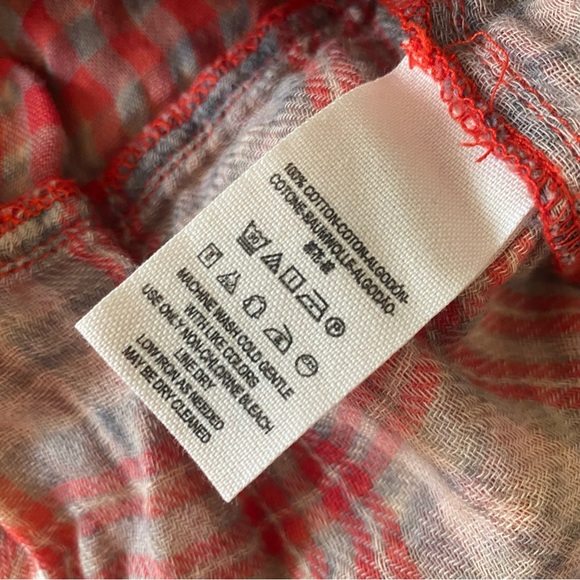 100% COTTON-COTON-ALGODÓN-
COTONE-BAUMWOLLE-ALGODAO-
MACHINE WASH COLD GENTLE
WITH LIKE COLORS
USE ONLY NON-CHLORINE BLEACH
LINE DRY
LOW IRON AS NEEDED
MAY BE DRY CLEANED